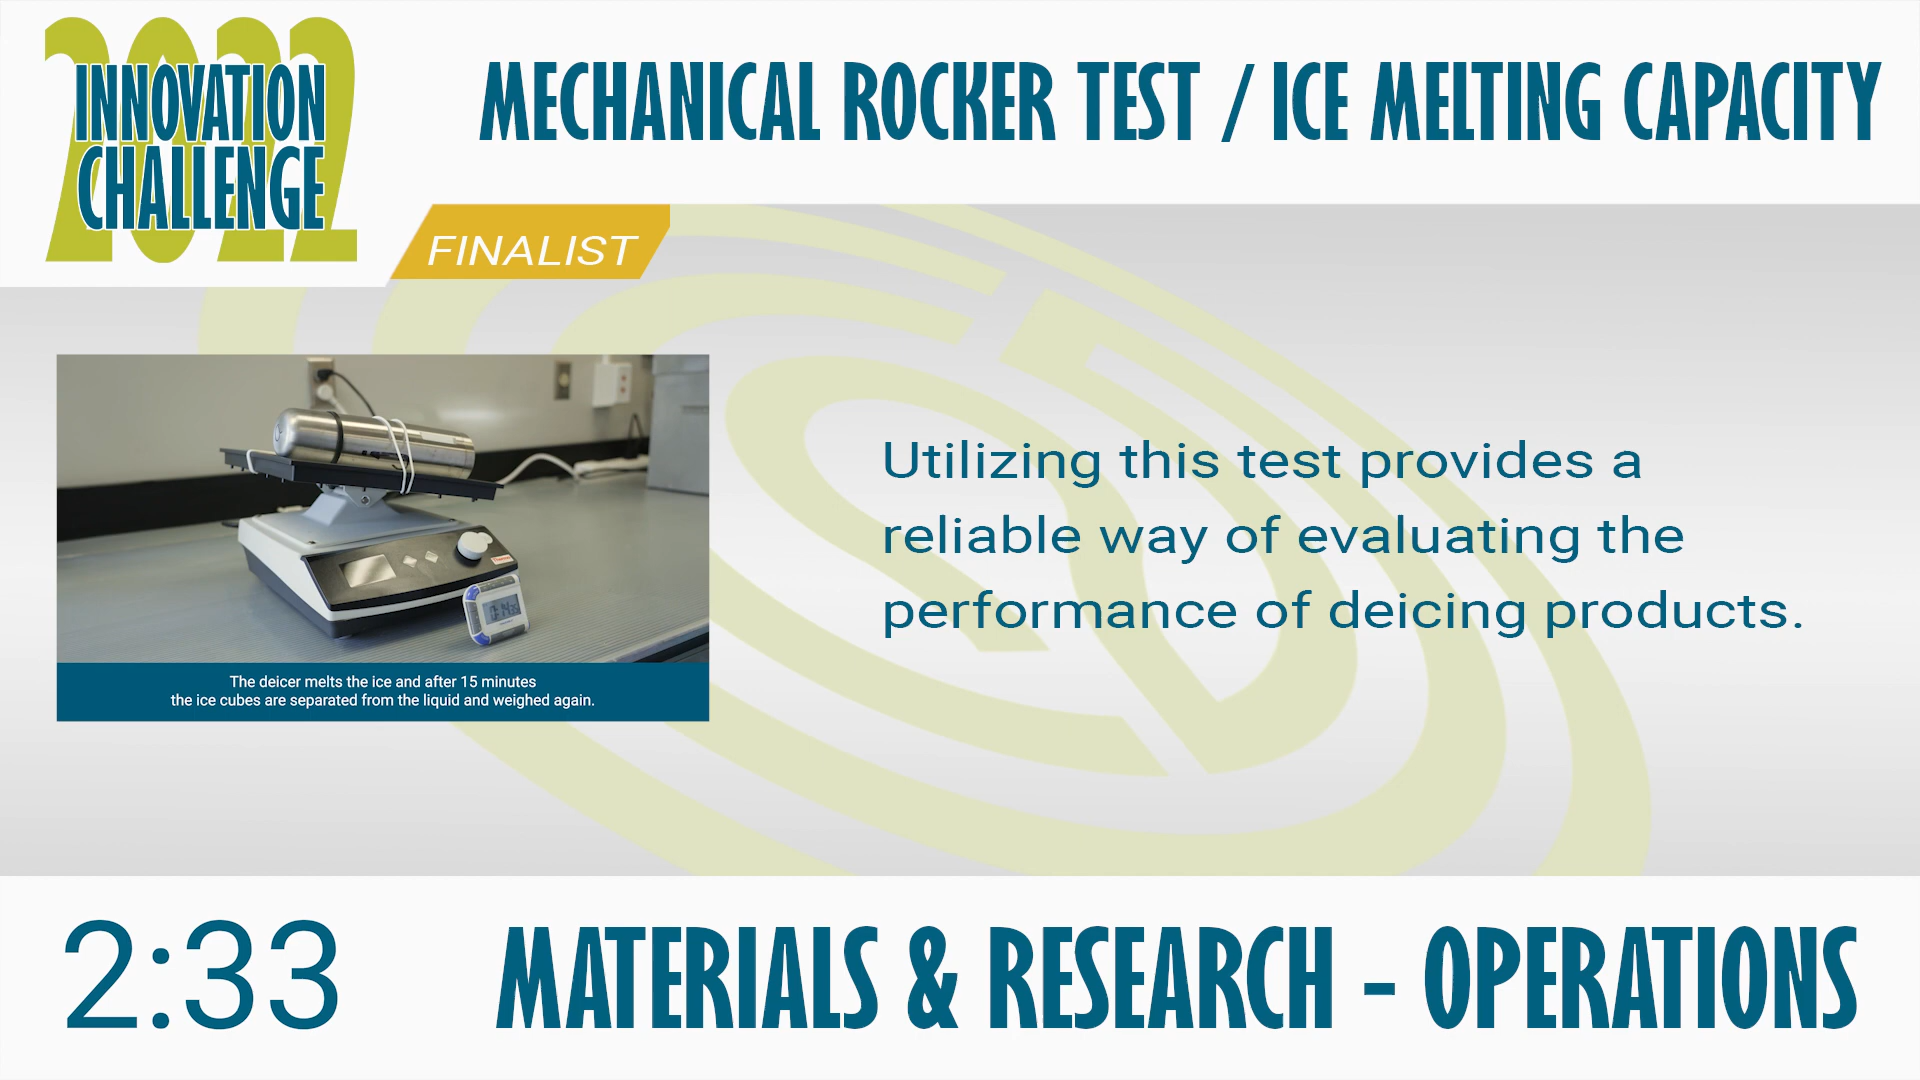 2022
INNOVATION
CHALLENGE
MECHANICAL ROCKER TEST / ICE MELTING CAPACITY
FINALIST
Utilizing this test provides a
reliable way of evaluating the
performance of deicing products.
The deicer melts the ice and after 15 minutes
the ice cubes are separated from the liquid and weighed again.
2:33
MATERIALS & RESEARCH - OPERATIONS